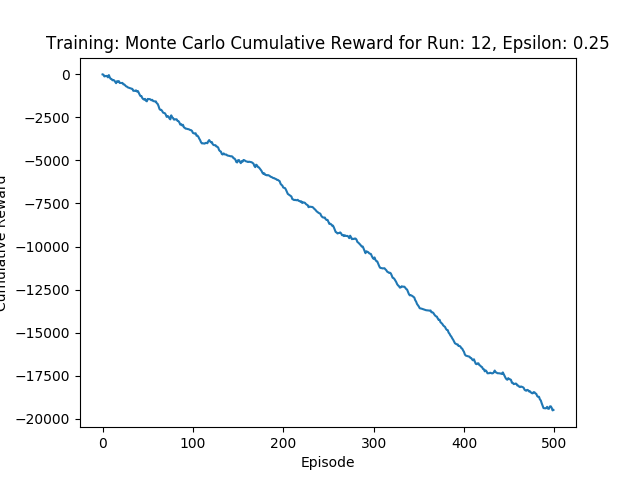 Training: Monte Carlo Cumulative Reward for Run: 12, Epsilon: 0.25
0
−2500
−5000
−7500
−10000
−12500
−15000
−17500
−20000
Cumulative Reward
0 100 200 300 400 500
Episode